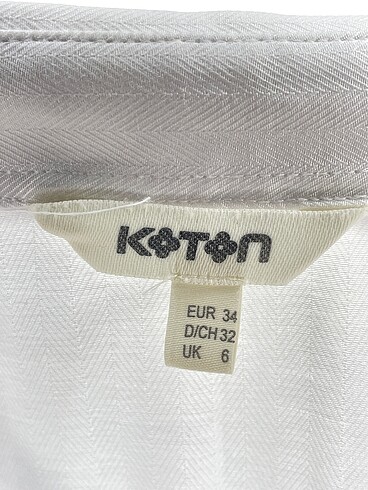 KOTON
EUR 34
D/CH 32
UK 6